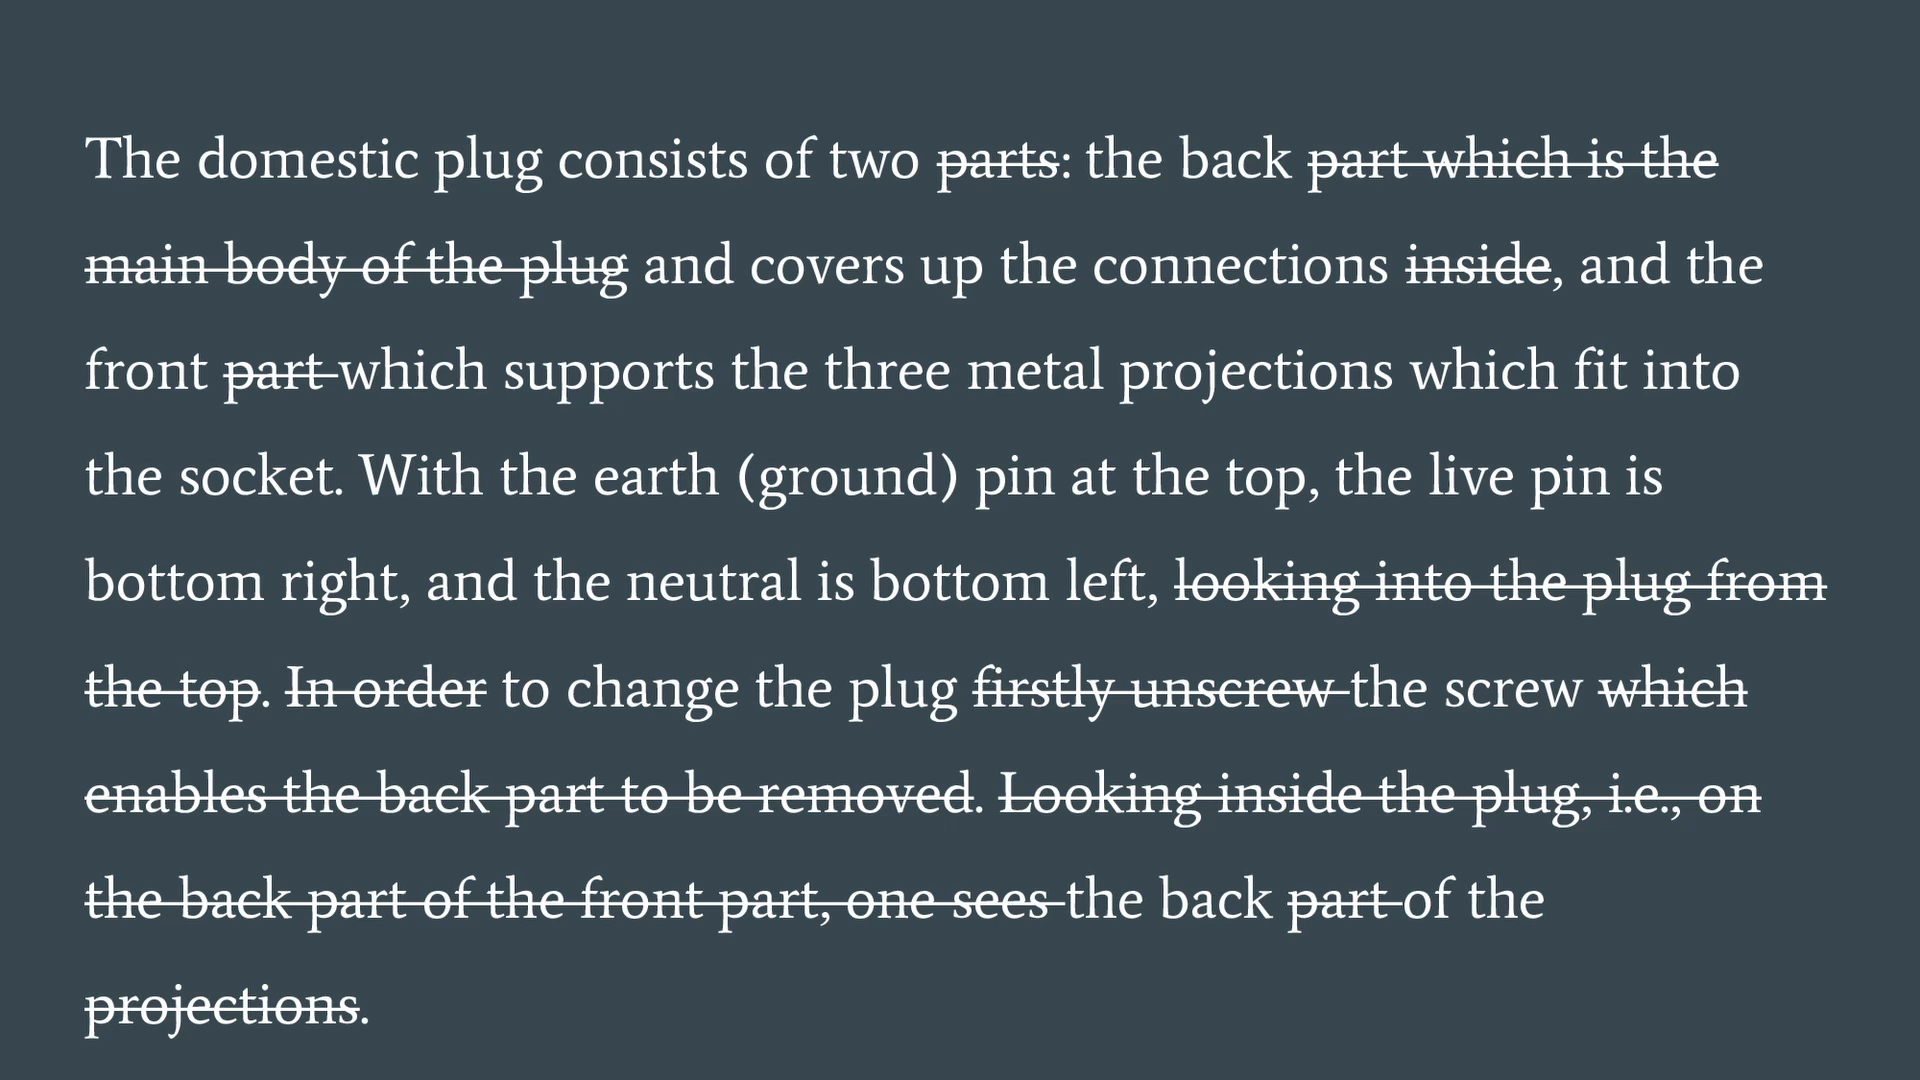 The domestic plug consists of two parts: the back part which is the
main body of the plug and covers up the connections inside, and the
front part which supports the three metal projections which fit into
the socket. With the earth (ground) pin at the top, the live pin is
bottom right, and the neutral is bottom left, looking into the plug from
the top. In order to change the plug firstly unscrew the screw which
enables the back part to be removed. Looking inside the plug, i.e., on
the back part of the front part, one sees the back part of the
projections.